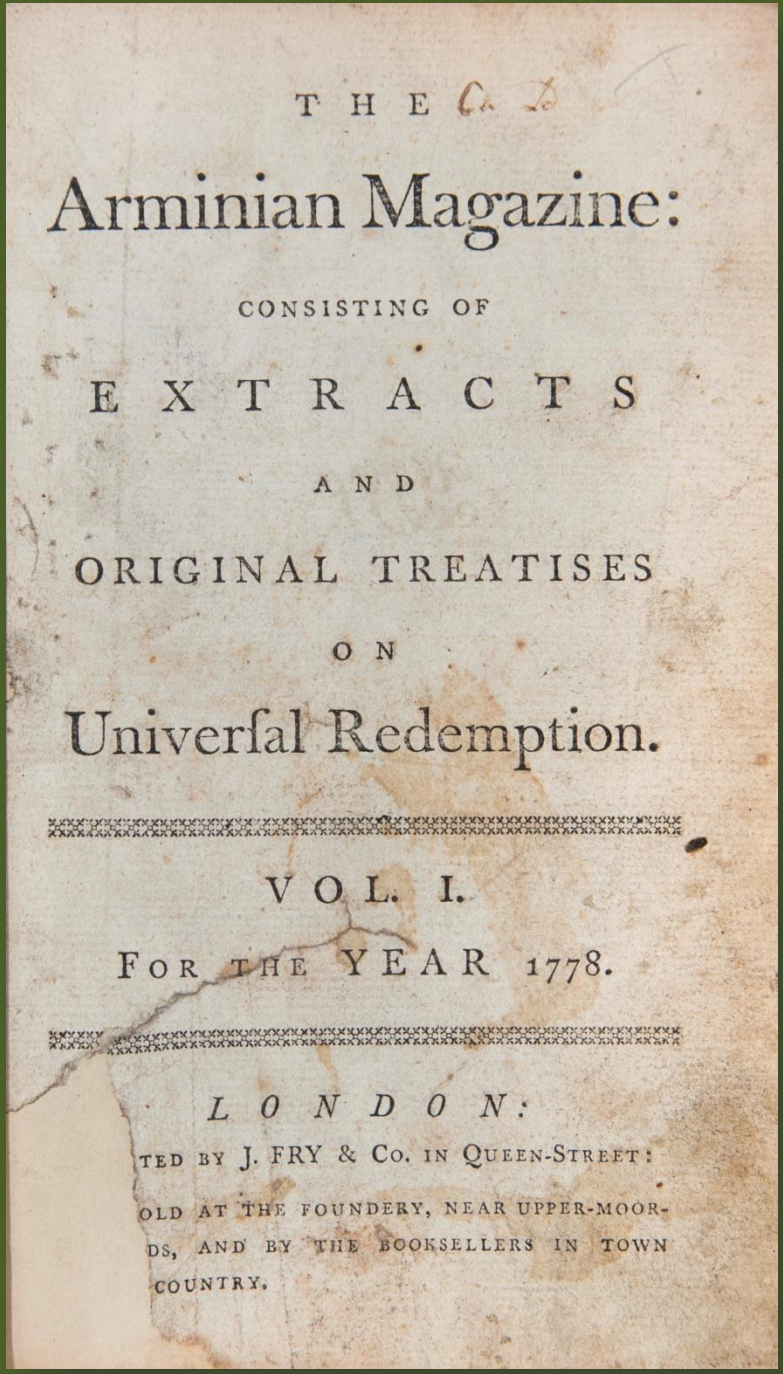 THE
Arminian Magazine:
CONSISTING OF
EXTRACTS
AND
ORIGINAL TREATISES
ON
Univerſal Redemption.
VOL. I.
FOR THE YEAR 1778.
LONDON:
TED BY J. FRY & Co. IN QUEEN-STREET:
OLD AT THE FOUNDERY, NEAR UPPER-MOOR-
DS, AND BY THE BOOKSELLERS IN TOWN
COUNTRY.